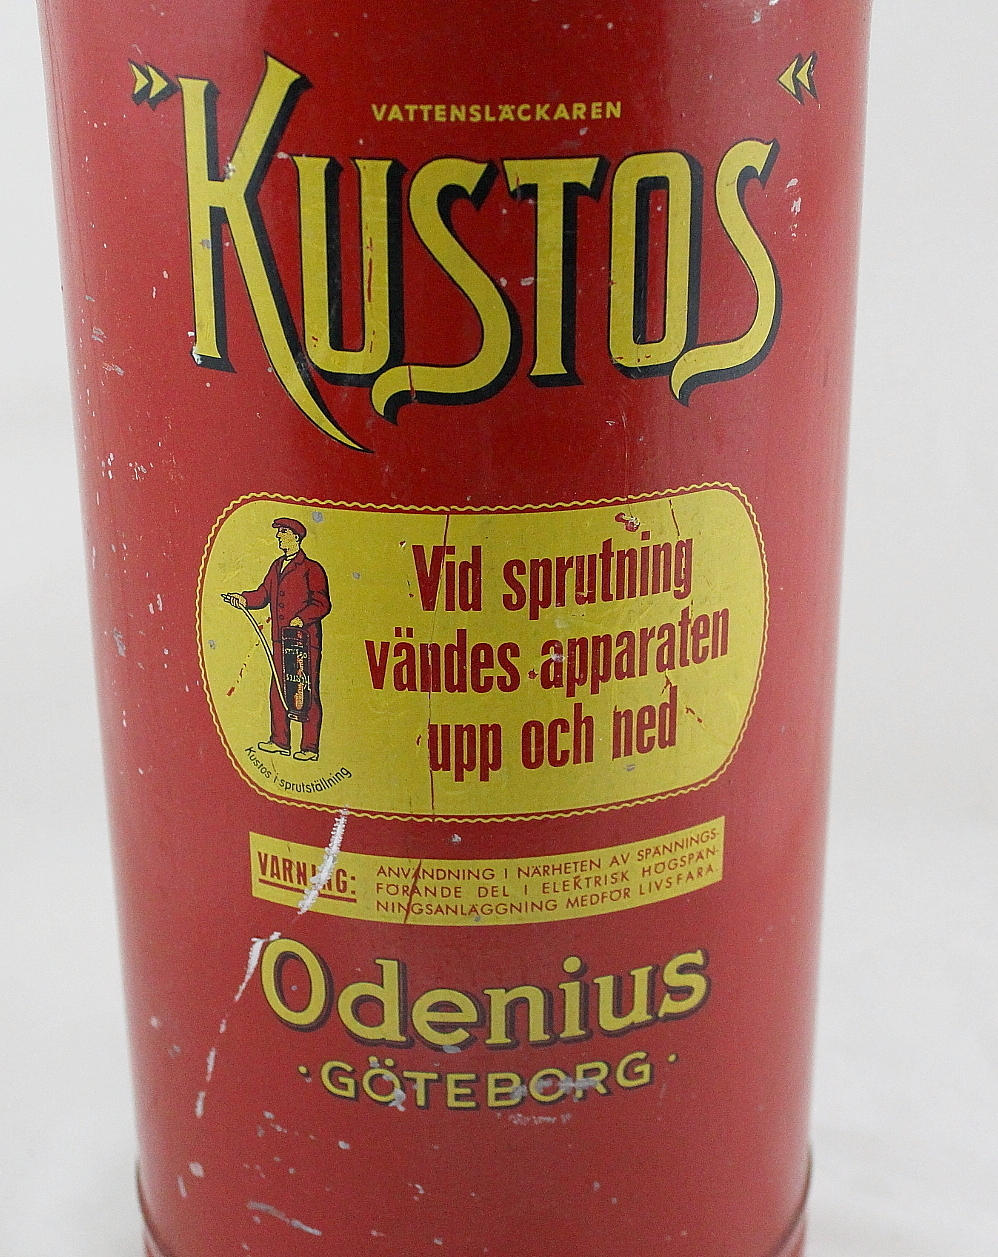 VATTENSLÄCKAREN
»KUSTOS«
Vid sprutning
vändes apparaten
upp och ned
Kustos i sprutställning
VARNING:
ANVÄNDNING I NÄRHETEN AV SPÄNNINGS-
FÖRANDE DEL I ELEKTRISK HÖGSPÄN-
NINGSANLÄGGNING MEDFÖR LIVSFARA.
Odenius
·GÖTEBORG·